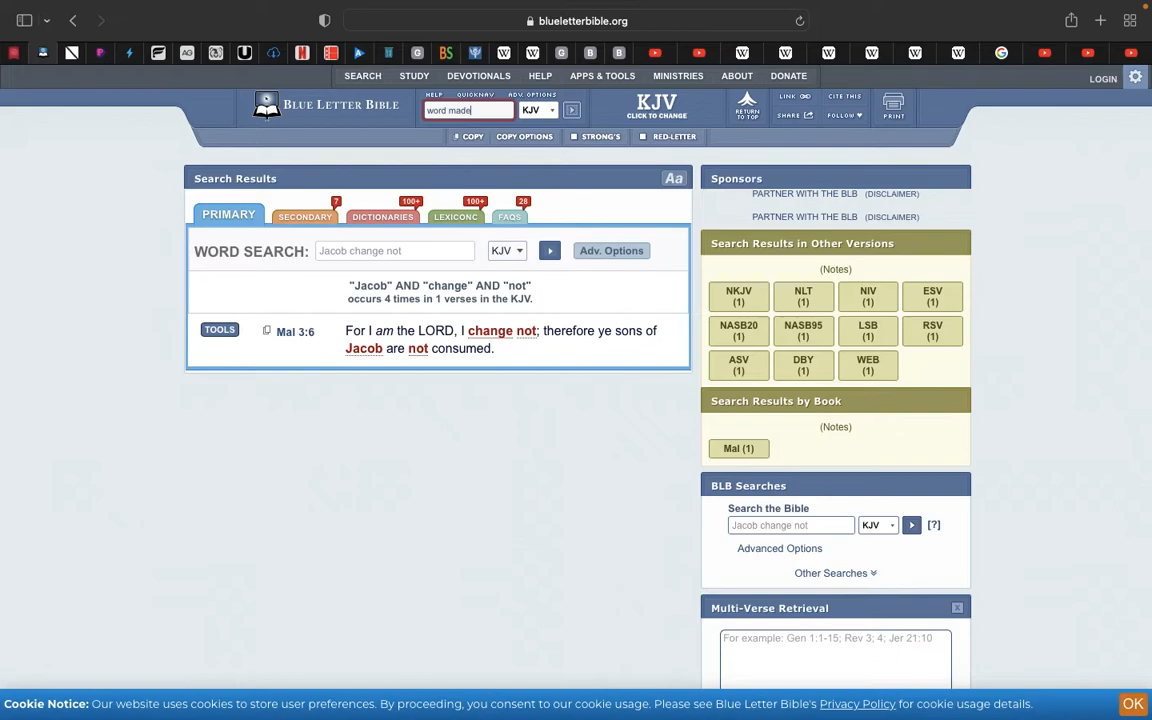 blueletterbible.org
SEARCH STUDY DEVOTIONALS HELP APPS & TOOLS MINISTRIES ABOUT DONATE
LOGIN
HELP QUICKNAV ADV. OPTIONS
BLUE LETTER BIBLE
word made
KJV
KJV
CLICK TO CHANGE
RETURN
TO TOP
LINK
CITE THIS
SHARE
FOLLOW
PRINT
COPY COPY OPTIONS STRONG'S RED-LETTER
Search Results
Aa
7
100+
100+
28
PRIMARY SECONDARY DICTIONARIES LEXICONC FAQS
WORD SEARCH: Jacob change not KJV Adv. Options
"Jacob" AND "change" AND "not"
occurs 4 times in 1 verses in the KJV.
TOOLS Mal 3:6 For I am the LORD, I change not; therefore ye sons of
Jacob are not consumed.
Sponsors
PARTNER WITH THE BLB (DISCLAIMER)
PARTNER WITH THE BLB (DISCLAIMER)
Search Results in Other Versions
(Notes)
NKJV
(1)
NLT
(1)
NIV
(1)
ESV
(1)
NASB20
(1)
NASB95
(1)
LSB
(1)
RSV
(1)
ASV
(1)
DBY
(1)
WEB
(1)
Search Results by Book
(Notes)
Mal (1)
BLB Searches
Search the Bible
Jacob change not KJV [?]
Advanced Options
Other Searches
Multi-Verse Retrieval X
For example: Gen 1:1-15; Rev 3; 4; Jer 21:10
Cookie Notice: Our website uses cookies to store user preferences. By proceeding, you consent to our cookie usage. Please see Blue Letter Bible's Privacy Policy for cookie usage details. OK